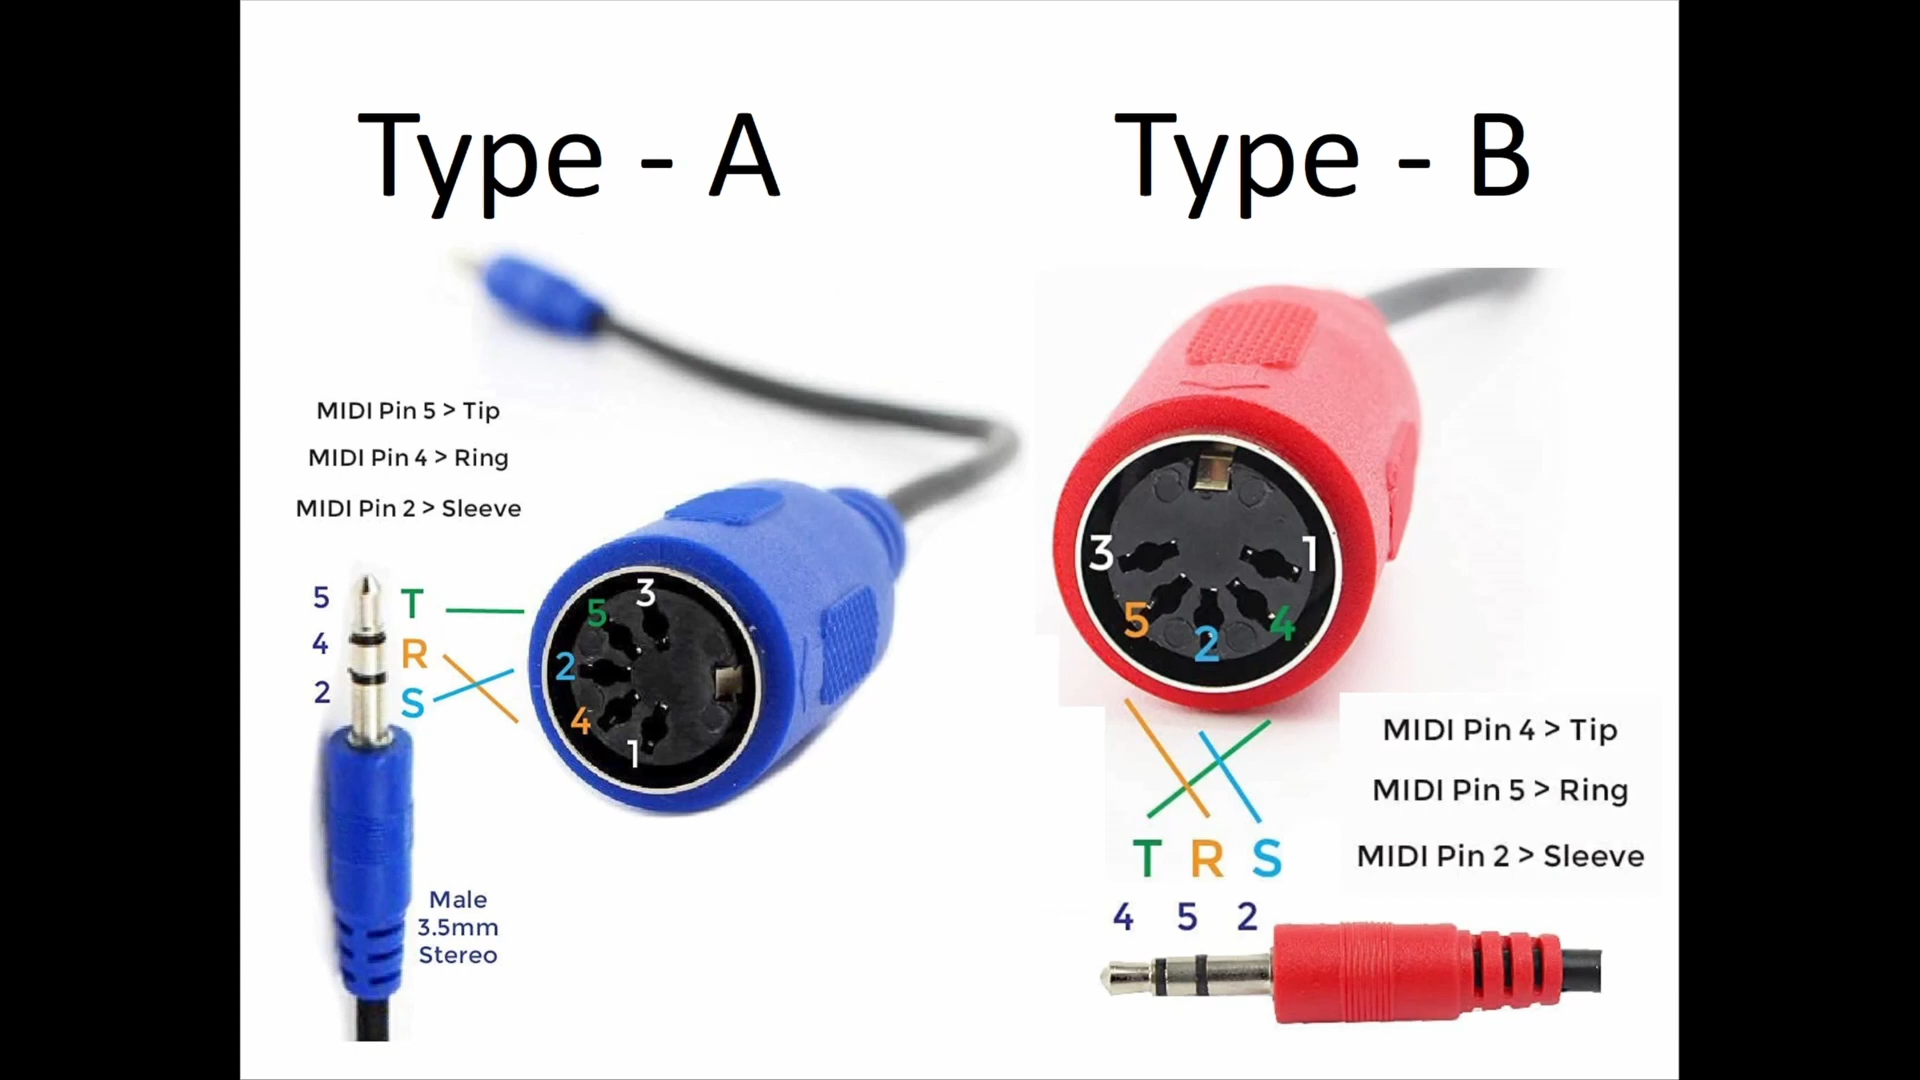 Type - A
MIDI Pin 5 > Tip
MIDI Pin 4 > Ring
MIDI Pin 2 > Sleeve
5 T
4 R
2 S
3
5
2
4
1
Male
3.5mm
Stereo
Type - B
3 1
5 2 4
MIDI Pin 4 > Tip
MIDI Pin 5 > Ring
MIDI Pin 2 > Sleeve
T R S
4 5 2